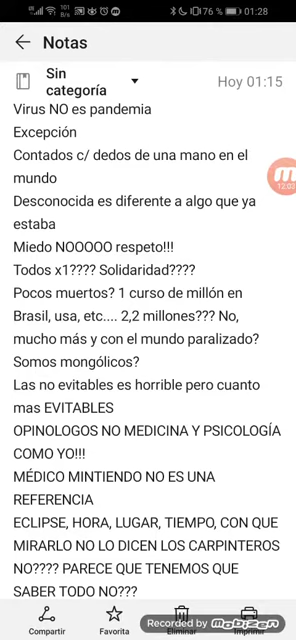 101
B/s
76 %
01:28
Notas
Sin
categoría
Hoy 01:15
Virus NO es pandemia
Excepción
Contados c/ dedos de una mano en el
mundo
Desconocida es diferente a algo que ya
estaba
Miedo NOOOOO respeto!!!
12:03
Todos x1???? Solidaridad????
Pocos muertos? 1 curso de millón en
Brasil, usa, etc.... 2,2 millones??? No,
mucho más y con el mundo paralizado?
Somos mongólicos?
Las no evitables es horrible pero cuanto
mas EVITABLES
OPINOLOGOS NO MEDICINA Y PSICOLOGÍA
COMO YO!!!
MÉDICO MINTIENDO NO ES UNA
REFERENCIA
ECLIPSE, HORA, LUGAR, TIEMPO, CON QUE
MIRARLO NO LO DICEN LOS CARPINTEROS
NO???? PARECE QUE TENEMOS QUE
SABER TODO NO???
Compartir
Favorita
Eliminar
Recorded by Mobizen